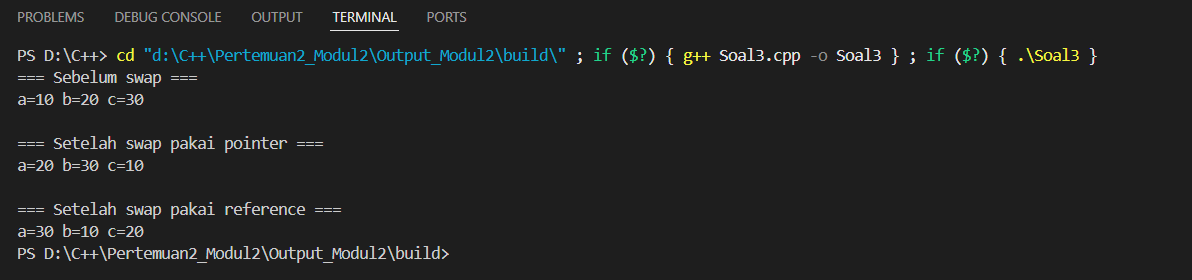 PROBLEMS DEBUG CONSOLE OUTPUT TERMINAL PORTS
PS D:\C++> cd "d:\C++\Pertemuan2_Modul2\Output_Modul2\build\" ; if ($?) { g++ Soal3.cpp -o Soal3 } ; if ($?) { .\Soal3 }
=== Sebelum swap ===
a=10 b=20 c=30
=== Setelah swap pakai pointer ===
a=20 b=30 c=10
=== Setelah swap pakai reference ===
a=30 b=10 c=20
PS D:\C++\Pertemuan2_Modul2\Output_Modul2\build>